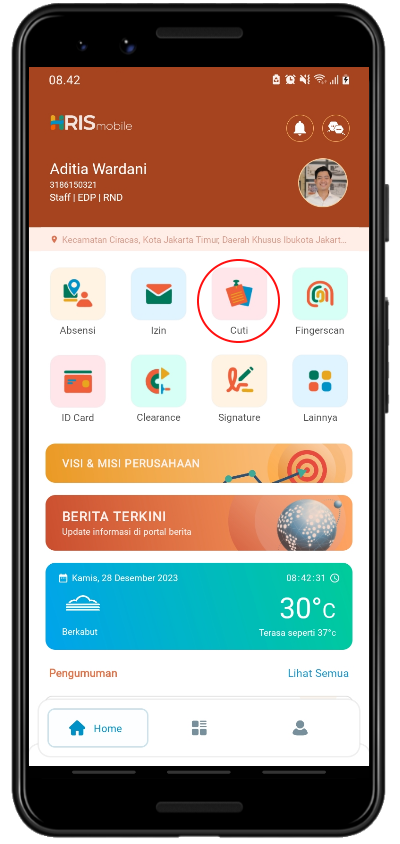 08.42
HRIS mobile
Aditia Wardani
3186150321
Staff | EDP | RND
Kecamatan Ciracas, Kota Jakarta Timur, Daerah Khusus Ibukota Jakart...
Absensi
Izin
Cuti
Fingerscan
ID Card
Clearance
Signature
Lainnya
VISI & MISI PERUSAHAAN
BERITA TERKINI
Update informasi di portal berita
Kamis, 28 Desember 2023
08:42:31
30°C
Berkabut
Terasa seperti 37°c
Pengumuman
Lihat Semua
Home